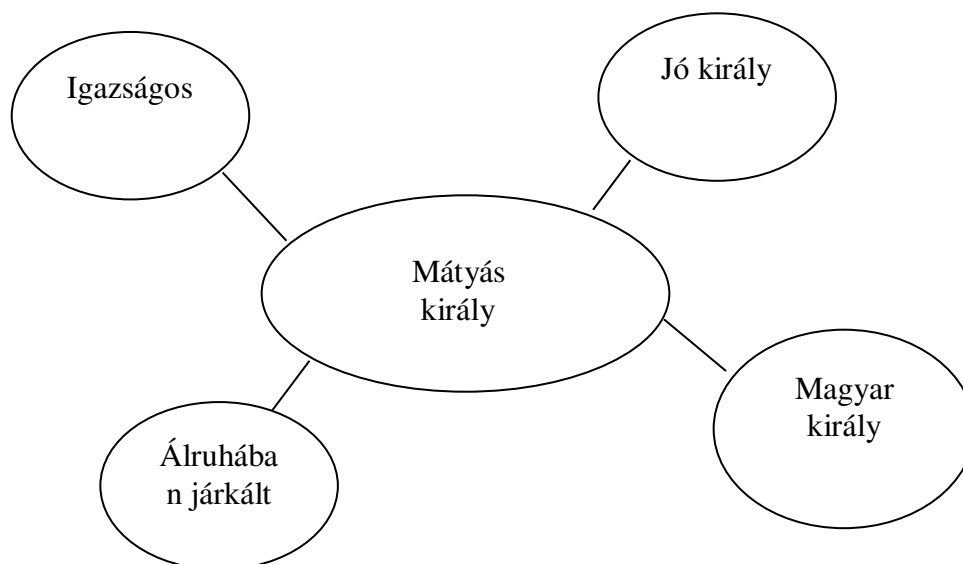 Igazságos
Jó király
Mátyás
király
Magyar
király
Álruhába
n járkált